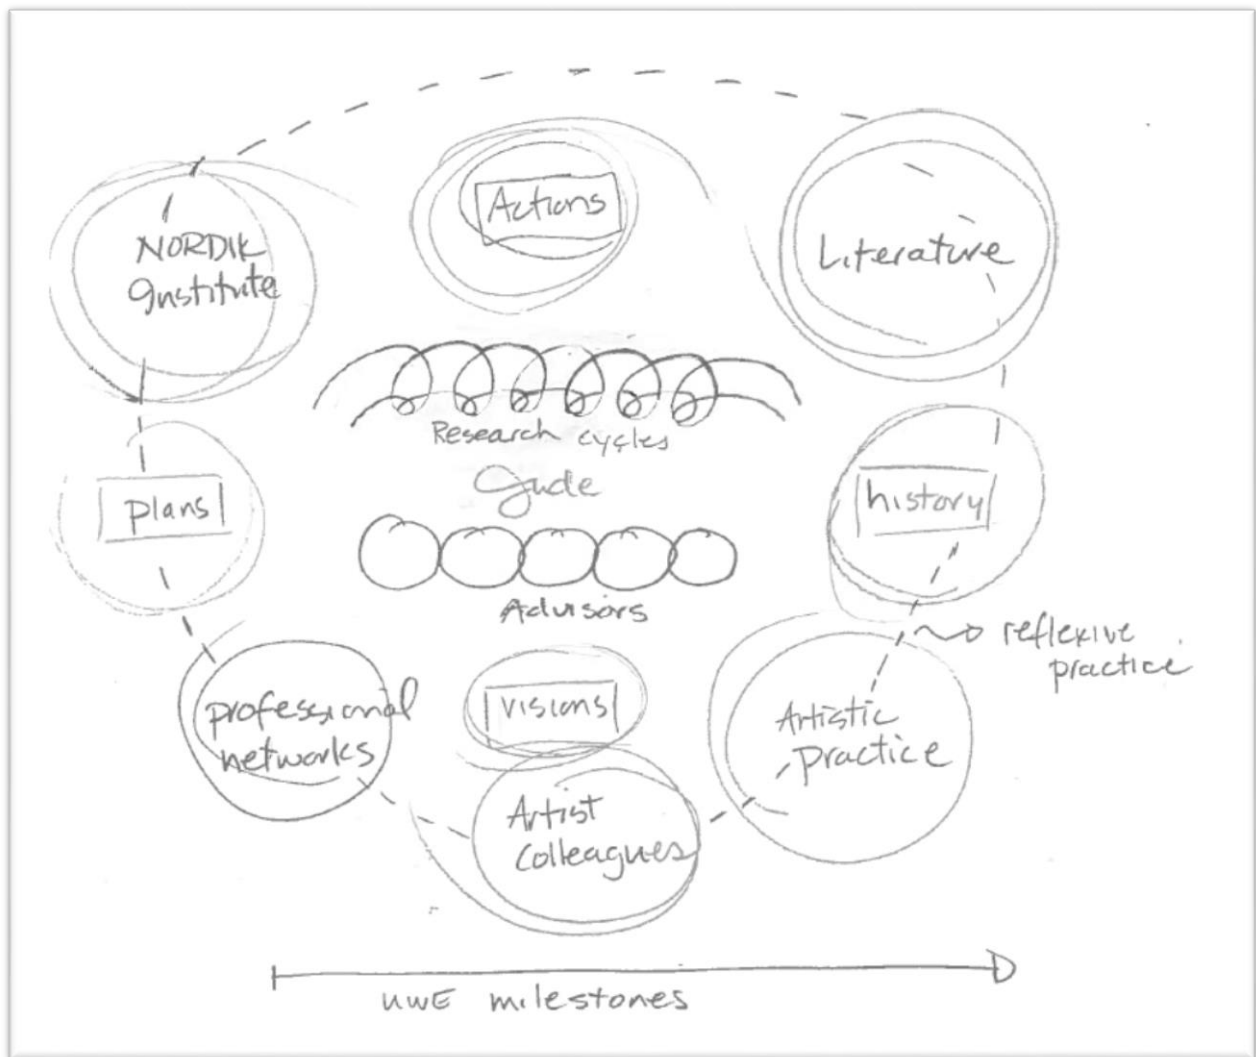 Actions
NORDIK
Institute
Literature
Research cycles
plans
Guide
history
Advisors
reflexive
practice
professional
networks
visions
Artistic
practice
Artist
Colleagues
UWE milestones